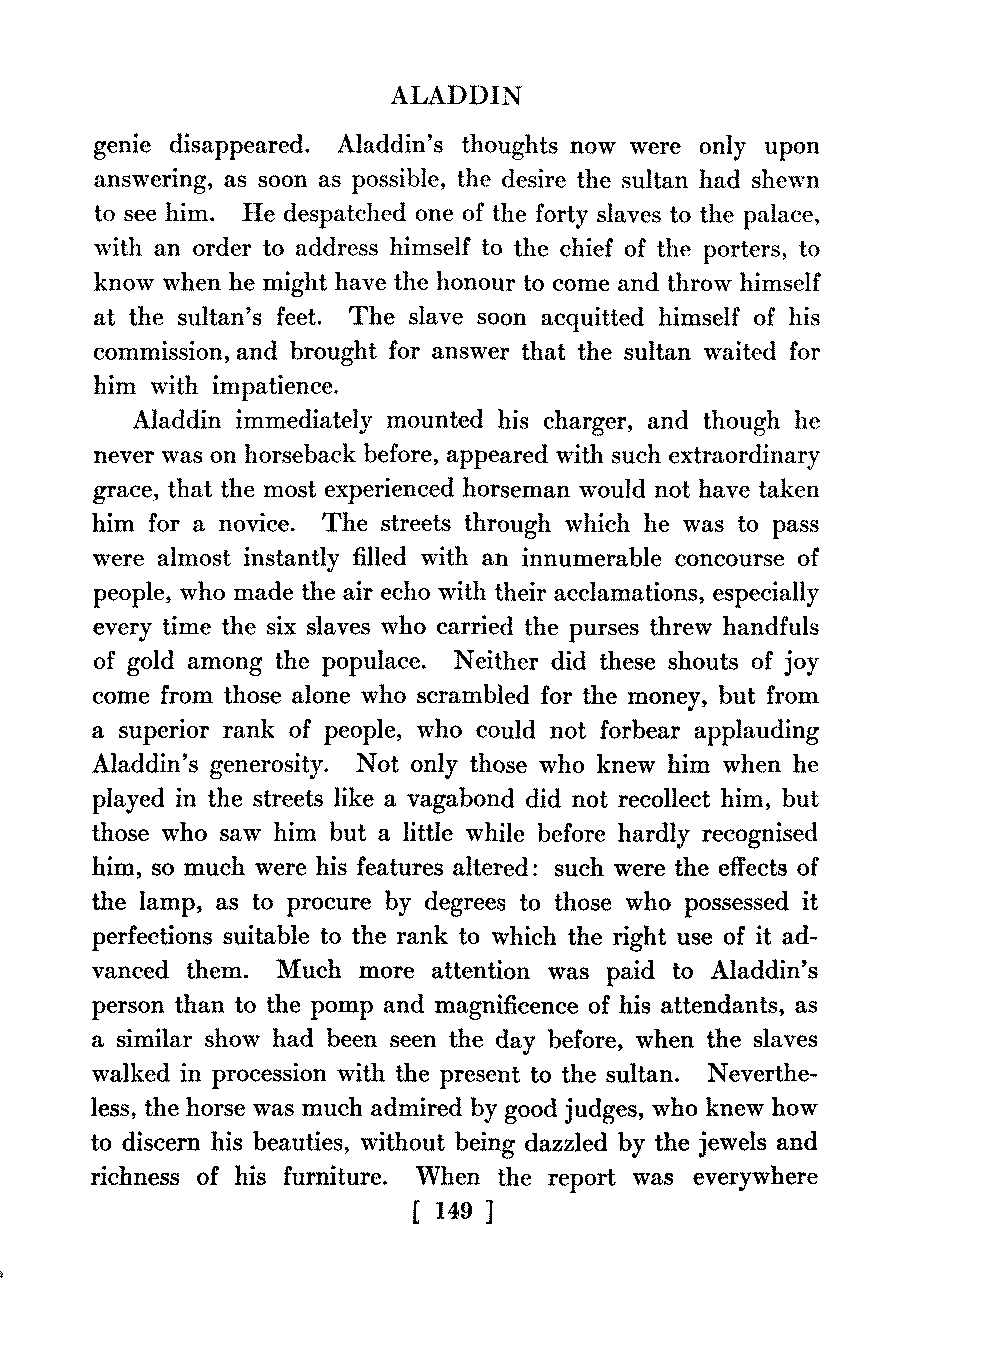 ALADDIN
genie disappeared. Aladdin's thoughts now were only upon
answering, as soon as possible, the desire the sultan had shewn
to see him. He despatched one of the forty slaves to the palace,
with an order to address himself to the chief of the porters, to
know when he might have the honour to come and throw himself
at the sultan's feet. The slave soon acquitted himself of his
commission, and brought for answer that the sultan waited for
him with impatience.
Aladdin immediately mounted his charger, and though he
never was on horseback before, appeared with such extraordinary
grace, that the most experienced horseman would not have taken
him for a novice. The streets through which he was to pass
were almost instantly filled with an innumerable concourse of
people, who made the air echo with their acclamations, especially
every time the six slaves who carried the purses threw handfuls
of gold among the populace. Neither did these shouts of joy
come from those alone who scrambled for the money, but from
a superior rank of people, who could not forbear applauding
Aladdin's generosity. Not only those who knew him when he
played in the streets like a vagabond did not recollect him, but
those who saw him but a little while before hardly recognised
him, so much were his features altered: such were the effects of
the lamp, as to procure by degrees to those who possessed it
perfections suitable to the rank to which the right use of it ad-
vanced them. Much more attention was paid to Aladdin's
person than to the pomp and magnificence of his attendants, as
a similar show had been seen the day before, when the slaves
walked in procession with the present to the sultan. Neverthe-
less, the horse was much admired by good judges, who knew how
to discern his beauties, without being dazzled by the jewels and
richness of his furniture. When the report was everywhere
[ 149 ]